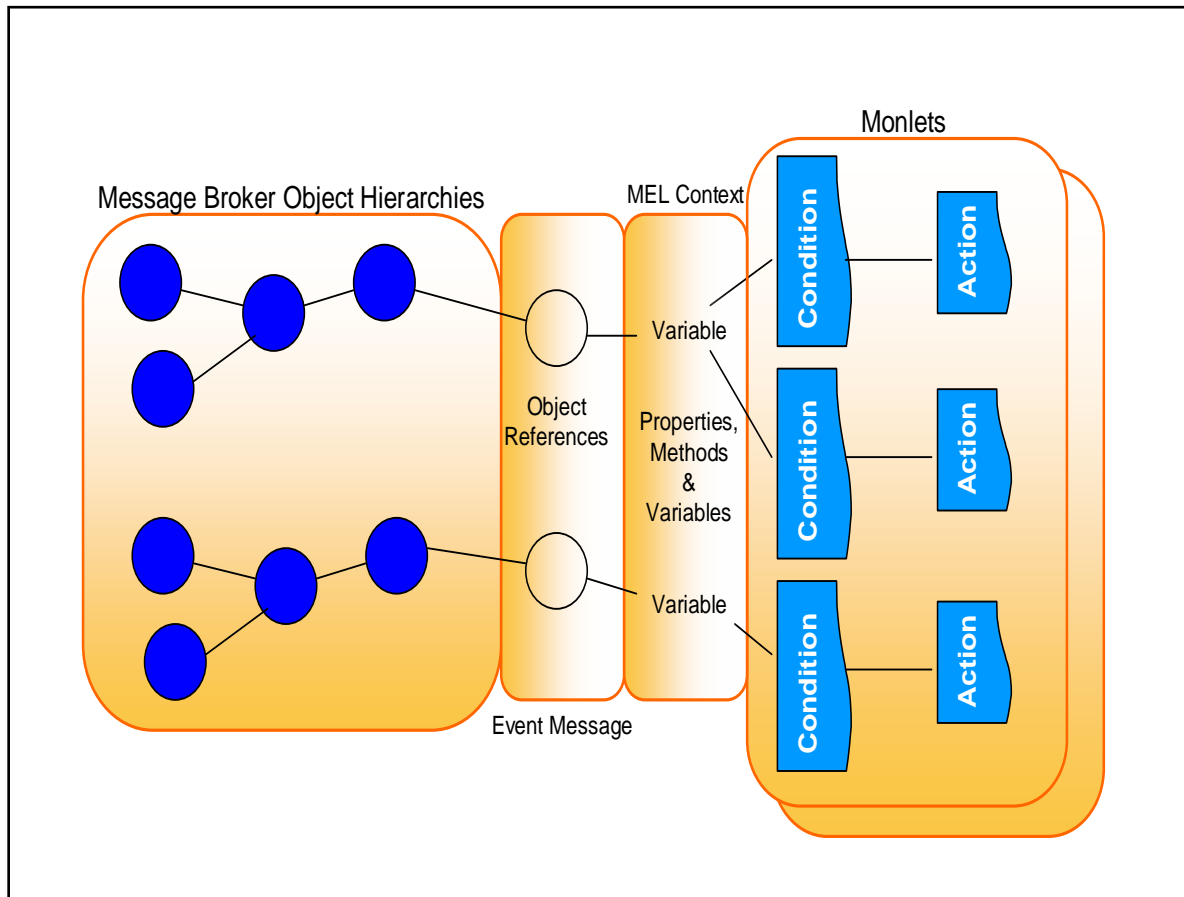 Monlets
Message Broker Object Hierarchies
MEL Context
Condition
Action
Variable
Object
References
Properties,
Methods
&
Variables
Condition
Action
Variable
Condition
Action
Event Message